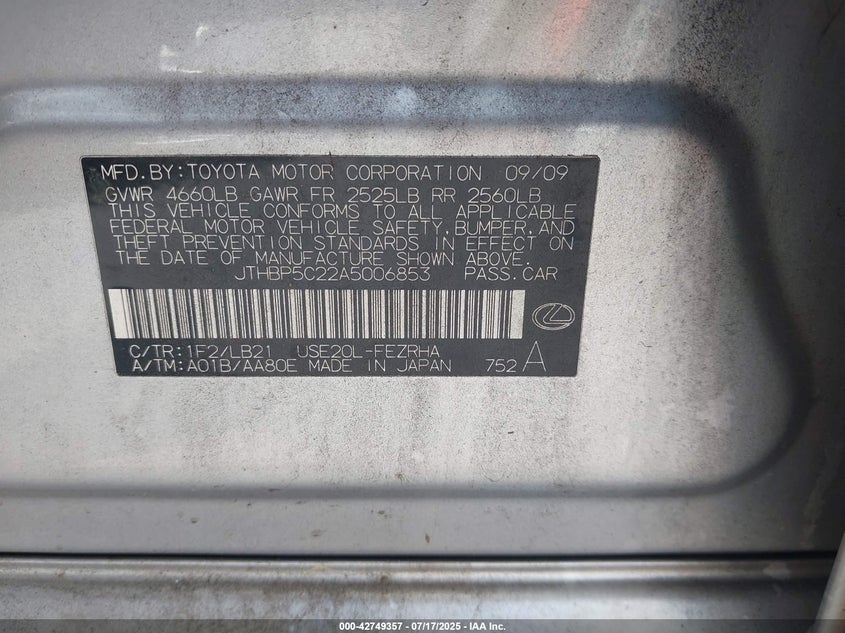 MFD.BY:TOYOTA MOTOR CORPORATION 09/09
GVWR 4660LB GAWR FR 2525LB RR 2560LB
THIS VEHICLE CONFORMS TO ALL APPLICABLE
FEDERAL MOTOR VEHICLE SAFETY,BUMPER,AND
THEFT PREVENTION STANDARDS IN EFFECT ON
THE DATE OF MANUFACTURE SHOWN ABOVE.
JTHBP5C22A5006853 PASS.CAR
C/TR:1F2/LB21 USE20L-FEZRHA
A/TM:A01B/AA80E MADE IN JAPAN 752 A
000-42749357 | 07/17/2025 - IAA Inc.